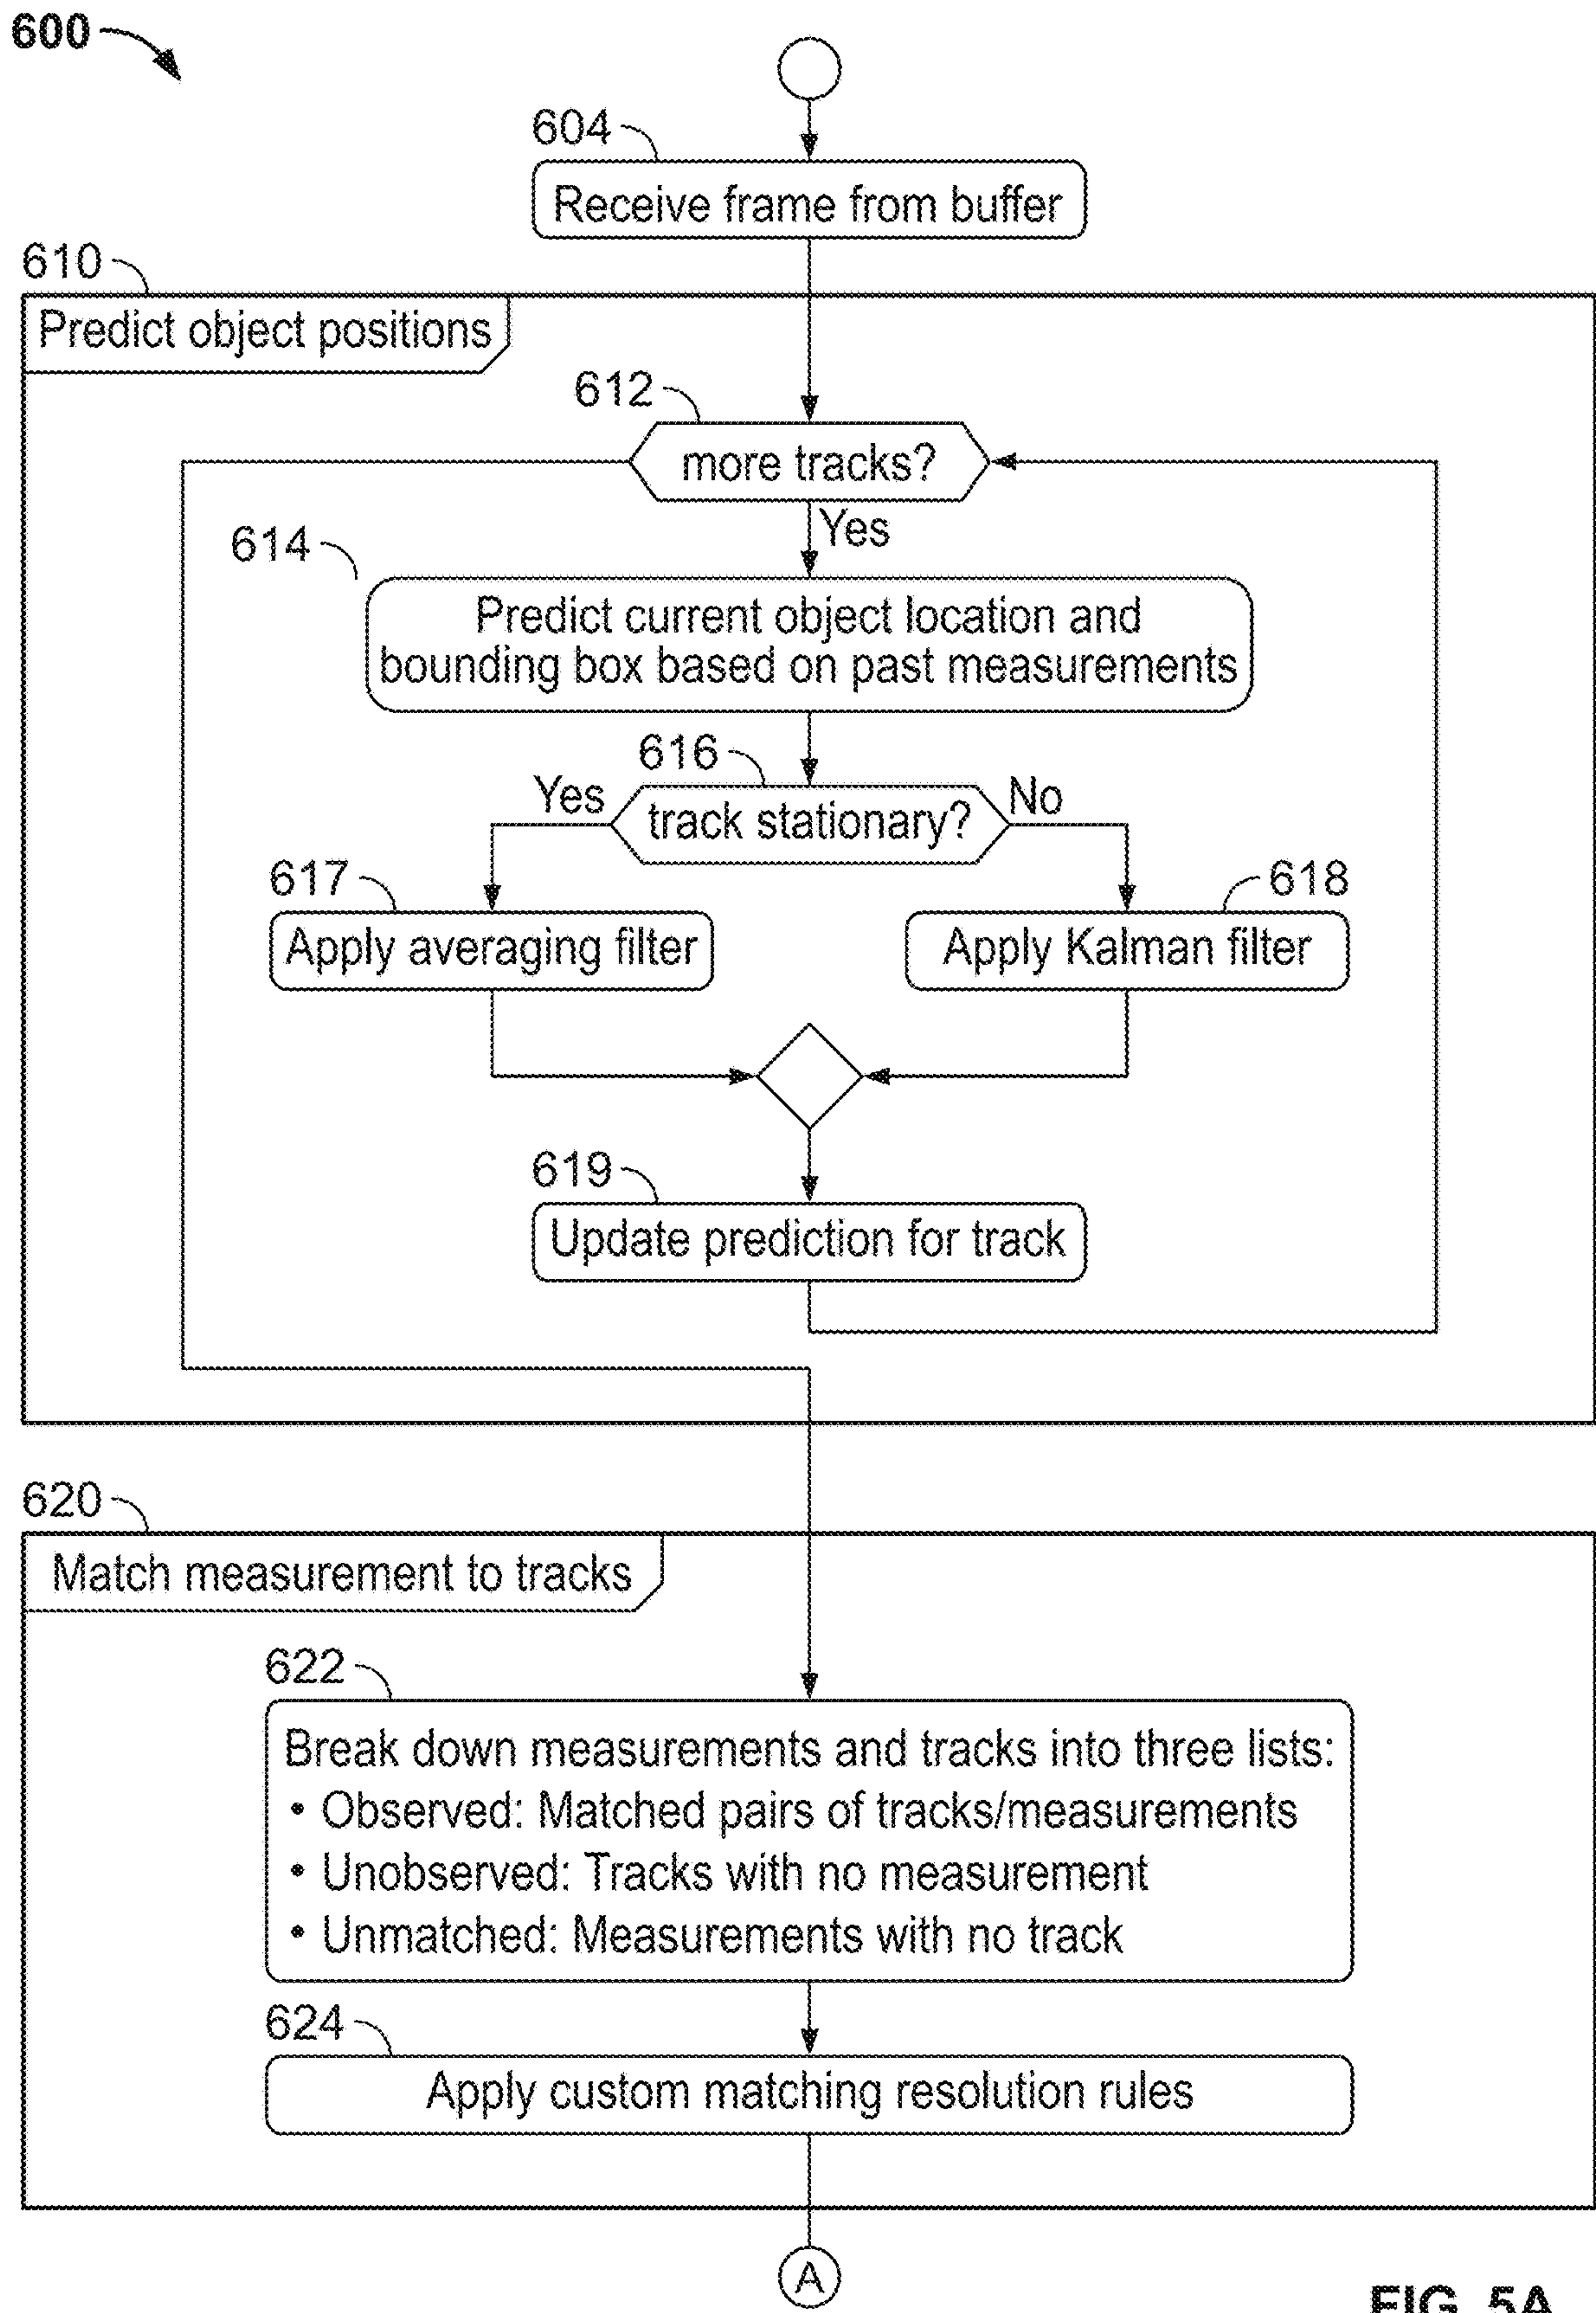 600
604
Receive frame from buffer
610
Predict object positions
612
more tracks?
Yes
614
Predict current object location and
bounding box based on past measurements
616
Yes
track stationary?
No
617
618
Apply averaging filter
Apply Kalman filter
619
Update prediction for track
620
Match measurement to tracks
622
Break down measurements and tracks into three lists:
• Observed: Matched pairs of tracks/measurements
• Unobserved: Tracks with no measurement
• Unmatched: Measurements with no track
624
Apply custom matching resolution rules
A
FIG. 5A